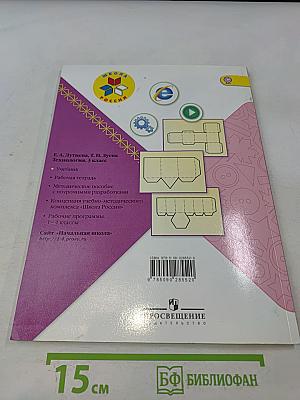 ШКОЛА
РОССИИ
Е. А. Лутцева, Т. П. Зуева
Технология. 3 класс
• Учебник
• Рабочая тетрадь
• Методическое пособие
с поурочными разработками
• Концепция учебно-методического
комплекса «Школа России»
• Рабочие программы.
1—4 классы
Сайт «Начальная школа»
http://1-4.prosv.ru
ПРОСВЕЩЕНИЕ
ИЗДАТЕЛЬСТВО
15 см
БФ БИБЛИОФАН